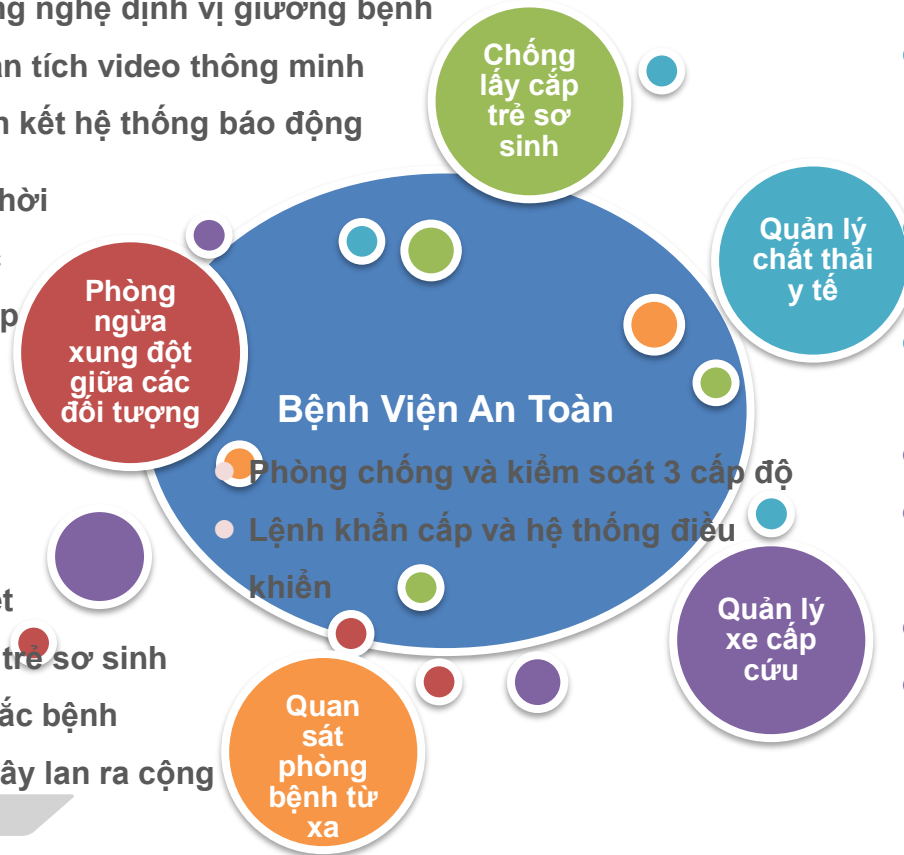 ng nghệ định vị giường bệnh
ân tích video thông minh
n kết hệ thống báo động
Chống
lấy cắp
trẻ sơ
sinh
hời
Quản lý
chất thải
y tế
Phòng
ngừa
xung đột
giữa các
đối tượng
Bệnh Viện An Toàn
Phòng chống và kiểm soát 3 cấp độ
Lệnh khẩn cấp và hệ thống điều
khiển
trẻ sơ sinh
ắc bệnh
ây lan ra cộng
Quản lý
xe cấp
cứu
Quan
sát
phòng
bệnh từ
xa